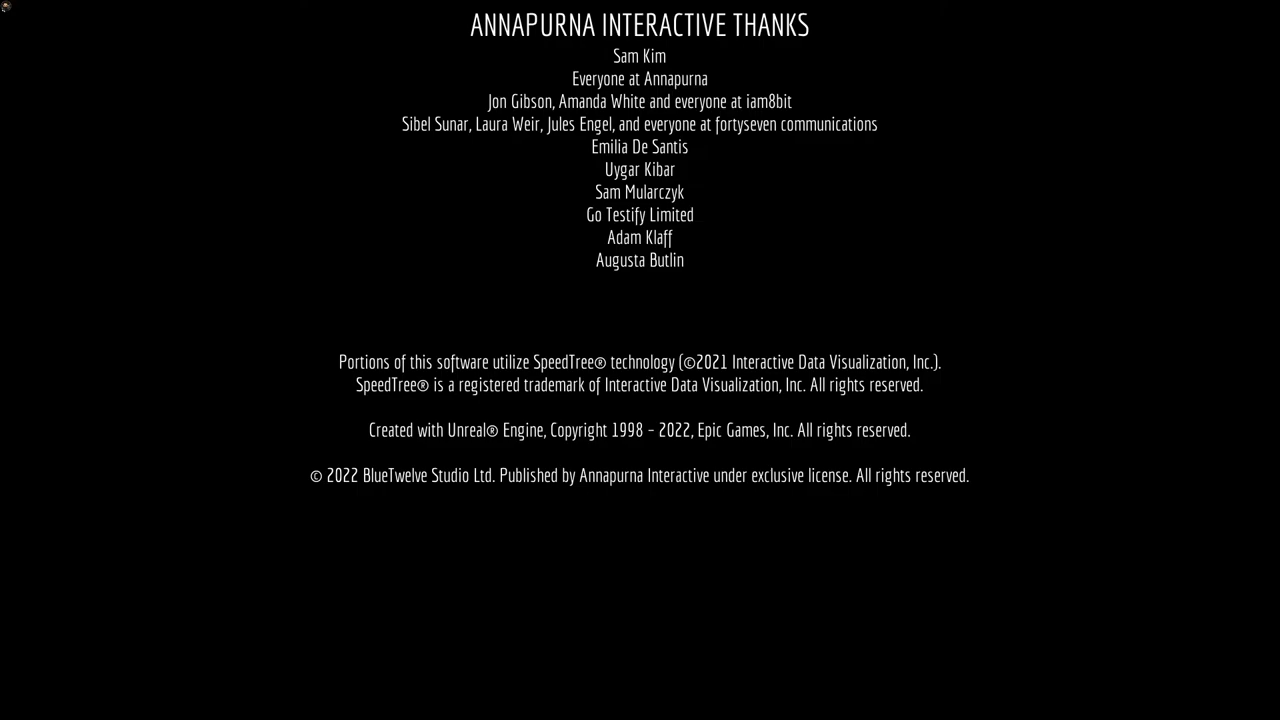 ANNAPURNA INTERACTIVE THANKS
Sam Kim
Everyone at Annapurna
Jon Gibson, Amanda White and everyone at iam8bit
Sibel Sunar, Laura Weir, Jules Engel, and everyone at fortyseven communications
Emilia De Santis
Uygar Kibar
Sam Mularczyk
Go Testify Limited
Adam Klaff
Augusta Butlin
Portions of this software utilize SpeedTree® technology (©2021 Interactive Data Visualization, Inc.).
SpeedTree® is a registered trademark of Interactive Data Visualization, Inc. All rights reserved.
Created with Unreal® Engine, Copyright 1998 – 2022, Epic Games, Inc. All rights reserved.
© 2022 BlueTwelve Studio Ltd. Published by Annapurna Interactive under exclusive license. All rights reserved.